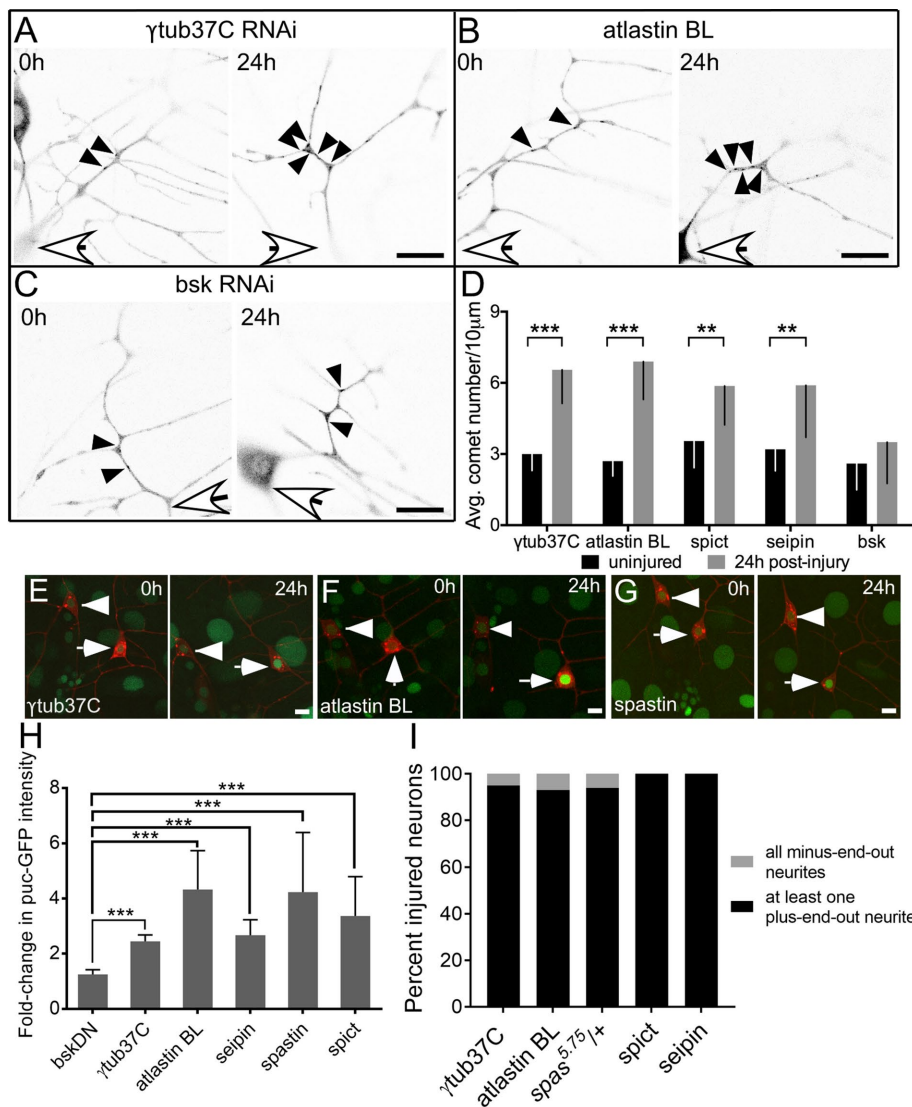 A γtub37C RNAi
0h 24h
B atlastin BL
0h 24h
C bsk RNAi
0h 24h
D
Avg. comet number/10μm
9
6
3
0
*** *** ** **
γtub37C atlastin BL spict seipin bsk
uninjured 24h post-injury
E 0h 24h
γtub37C
F 0h 24h
atlastin BL
G 0h 24h
spastin
H
Fold-change in puc-GFP intensity
8
6
4
2
0
***
***
***
***
***
bskDN γtub37C atlastin BL seipin spastin spict
I
Percent injured neurons
100
80
60
40
20
0
γtub37C atlastin BL spas5.75/+ spict seipin
all minus-end-out
neurites
at least one
plus-end-out neurite